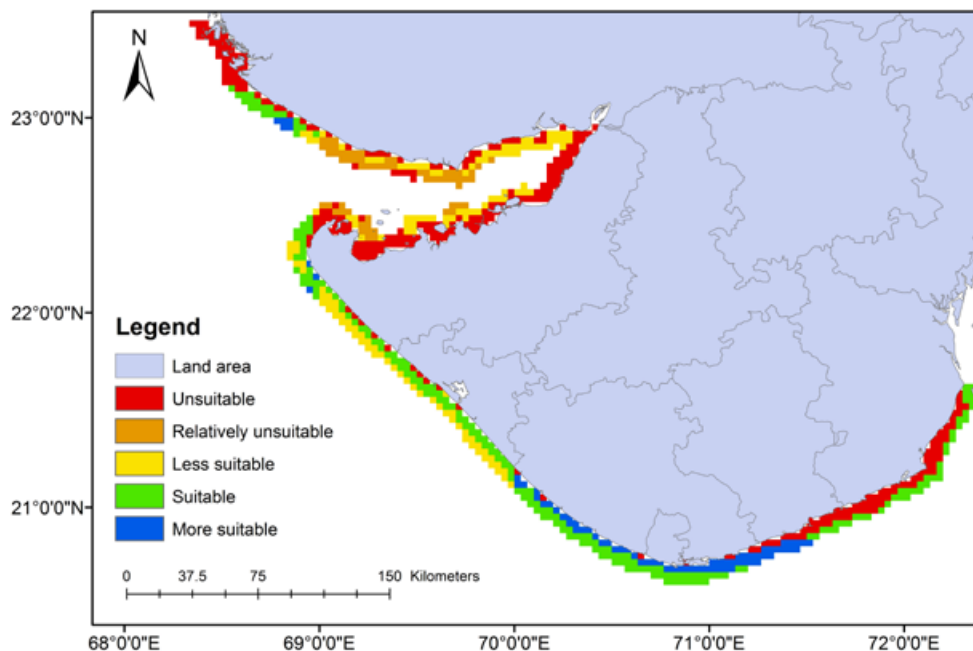 N
23°0'0"N
22°0'0"N
21°0'0"N
Legend
Land area
Unsuitable
Relatively unsuitable
Less suitable
Suitable
More suitable
0 37.5 75 150 Kilometers
68°0'0"E 69°0'0"E 70°0'0"E 71°0'0"E 72°0'0"E